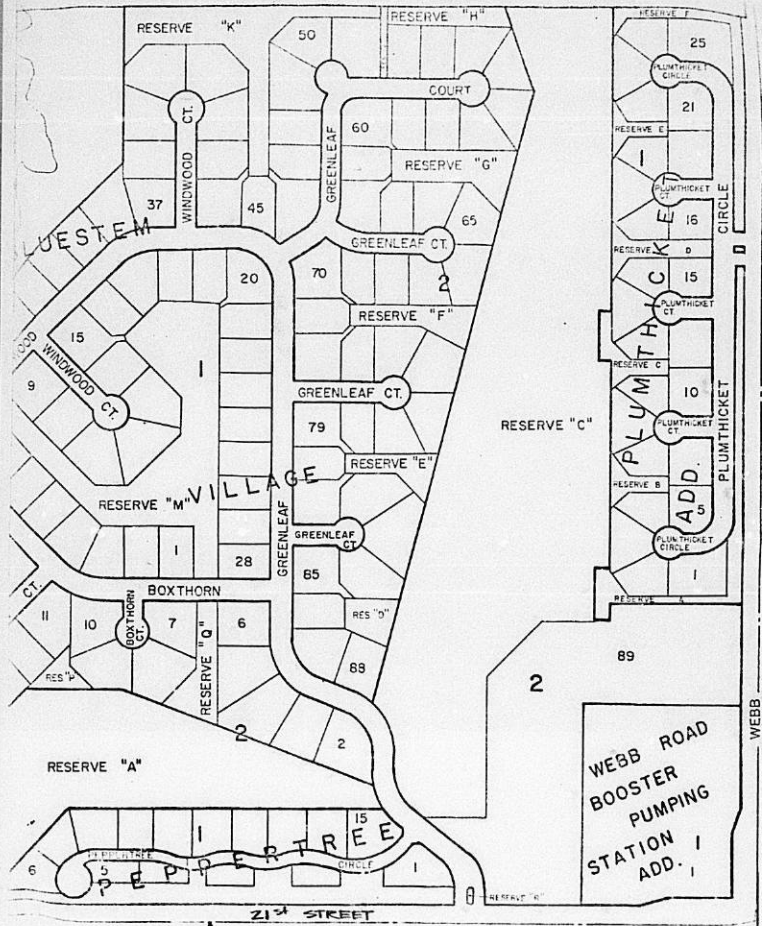 RESERVE "K"
50
RESERVE "H"
RESERVE F
25
PLUMTHICKET
CIRCLE
COURT
WINDWOOD CT.
GREENLEAF
60
21
RESERVE E
RESERVE "G"
1
PLUMTHICKET
CT.
37
45
65
16
CIRCLE
BLUESTEM
GREENLEAF CT.
RESERVE D
20
70
2
15
PLUMTHICKET
CT.
RESERVE "F"
15
WINDWOOD CT.
1
9
RESERVE C
GREENLEAF CT.
10
PLUMTHICKET
CT.
79
RESERVE "C"
PLUMTHICKET ADD.
PLUMTHICKET
RESERVE "E"
VILLAGE
RESERVE "M"
RESERVE B
5
GREENLEAF
GREENLEAF
CT.
PLUMTHICKET
CIRCLE
1
28
85
1
BOXTHORN
CT.
RESERVE A
11
10
BOXTHORN
CT.
7
RESERVE "Q"
6
RES "D"
RES "P"
88
89
2
2
2
WEBB
RESERVE "A"
WEBB ROAD
BOOSTER
PUMPING
STATION
ADD.
1
1
15
1
PEPPERTREE
PEPPERTREE
CIRCLE
6
5
1
RESERVE "R"
21ST STREET